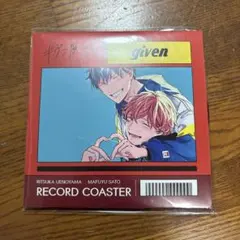 given
RITSUKA UENOYAMA MAFUYU SATO
RECORD COASTER